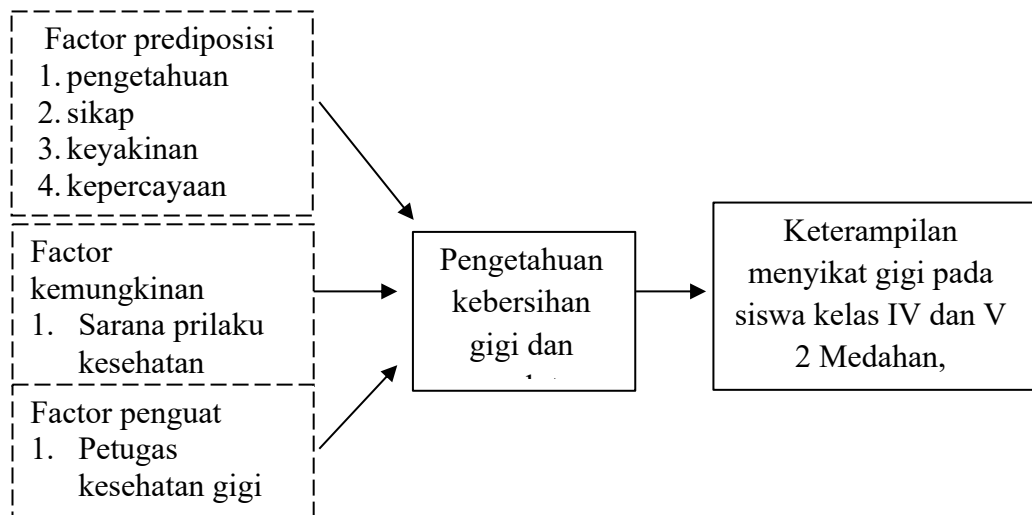 Factor prediposisi
1. pengetahuan
2. sikap
3. keyakinan
4. kepercayaan
Factor
kemungkinan
1. Sarana prilaku
kesehatan
Factor penguat
1. Petugas
kesehatan gigi
Pengetahuan
kebersihan
gigi dan
Keterampilan
menyikat gigi pada
siswa kelas IV dan V
2 Medahan,